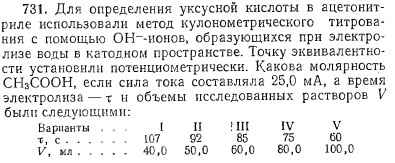 731. Для определения уксусной кислоты в ацетонит-
риле использовали метод кулонометрического титрова-
ния с помощью OH⁻-ионов, образующихся при электро-
лизе воды в катодном пространстве. Точку эквивалентно-
сти установили потенциометрически. Какова молярность
CH₃COOH, если сила тока составляла 25,0 мА, а время
электролиза — τ и объемы исследованных растворов V
были следующими:
Варианты . . . . I II III IV V
τ, с . . . . . . 107 92 85 75 60
V, мл . . . . . 40,0 50,0 60,0 80,0 100,0